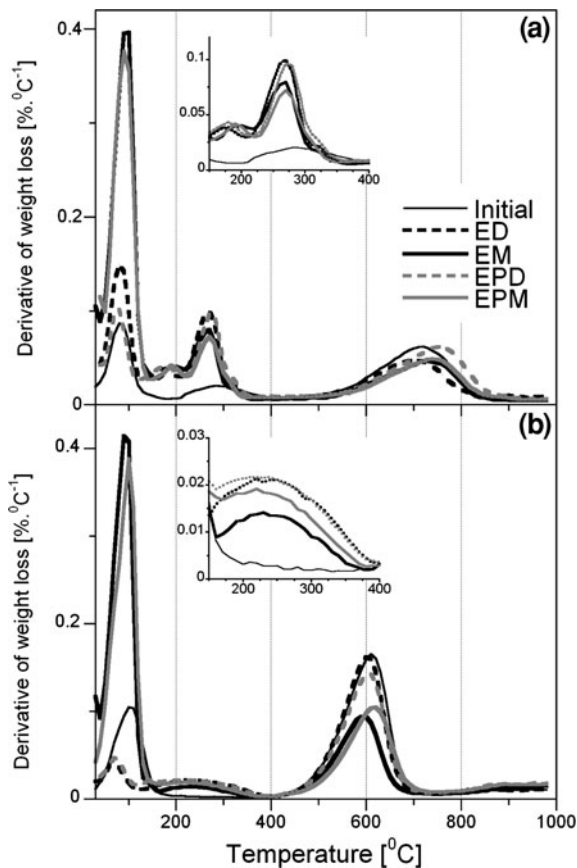 (a)
0.4
0.2
0
Derivative of weight loss [%.⁰C⁻¹]
0.1
0.05
0
200 300 400
Initial
ED
EM
EPD
EPM
(b)
0.4
0.2
0
Derivative of weight loss [%.⁰C⁻¹]
0.03
0.02
0.01
0
200 300 400
200 400 600 800 1000
Temperature [⁰C]